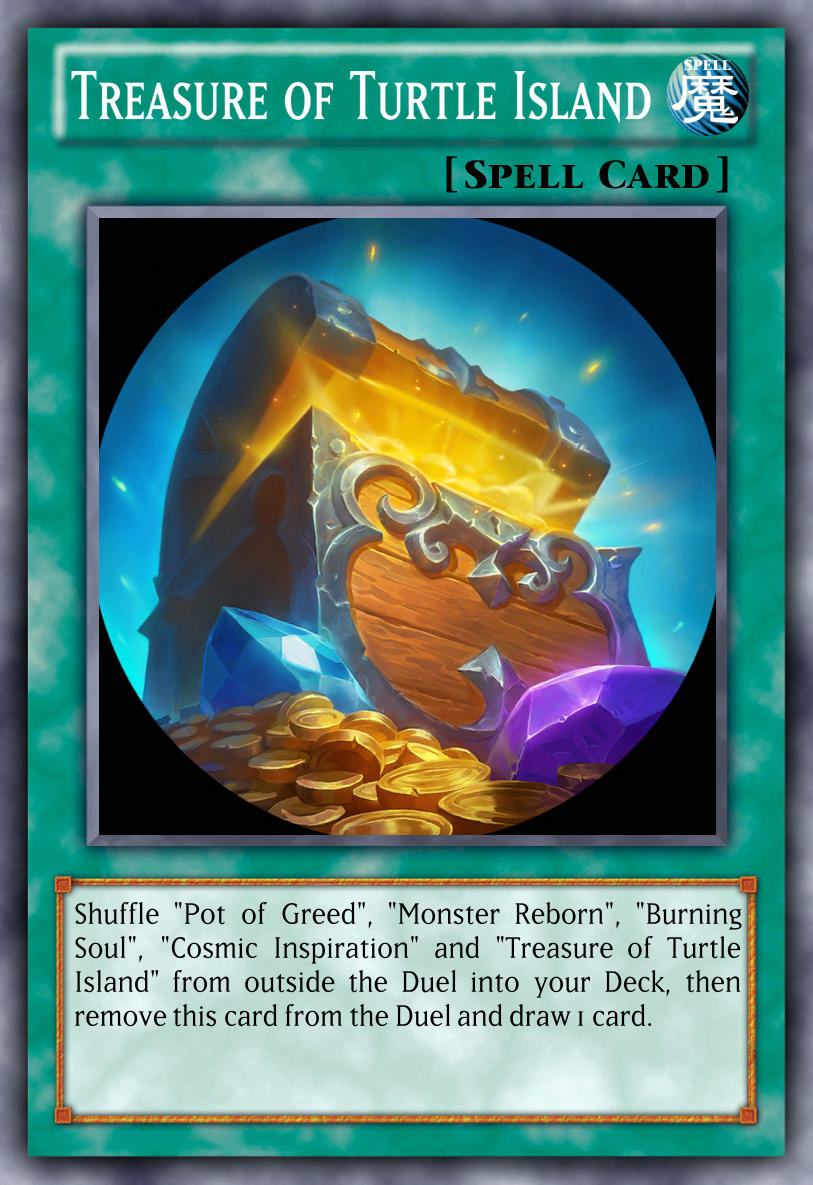 Treasure of Turtle Island
SPELL
魔
[Spell Card]
Shuffle "Pot of Greed", "Monster Reborn", "Burning
Soul", "Cosmic Inspiration" and "Treasure of Turtle
Island" from outside the Duel into your Deck, then
remove this card from the Duel and draw 1 card.